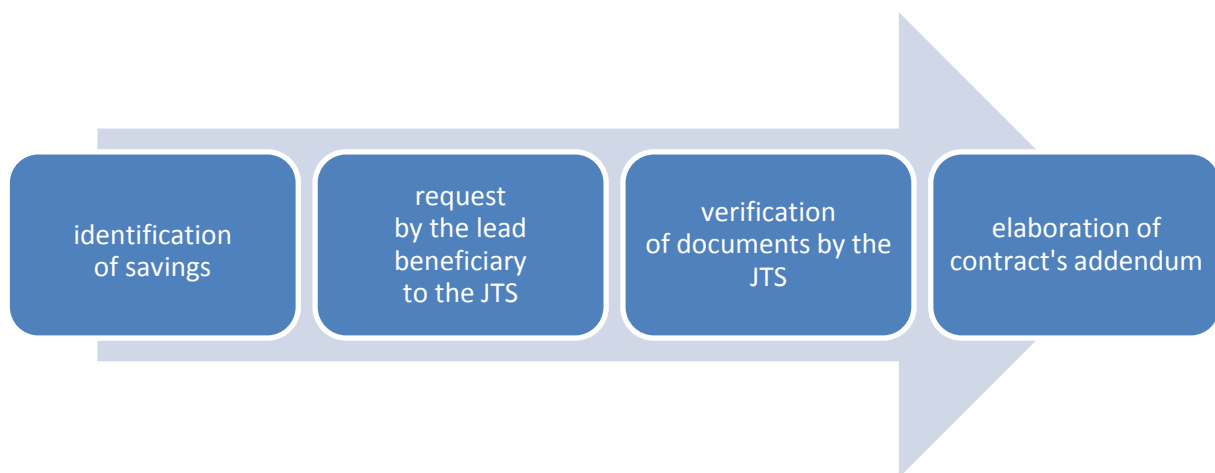 identification
of savings
request
by the lead
beneficiary
to the JTS
verification
of documents by the
JTS
elaboration of
contract's addendum